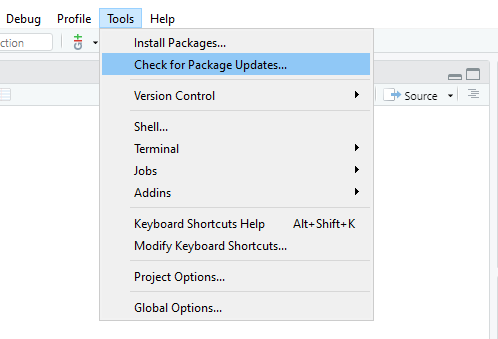 Debug Profile Tools Help
ction
Install Packages...
Check for Package Updates...
Version Control
Source
Shell...
Terminal
Jobs
Addins
Keyboard Shortcuts Help Alt+Shift+K
Modify Keyboard Shortcuts...
Project Options...
Global Options...